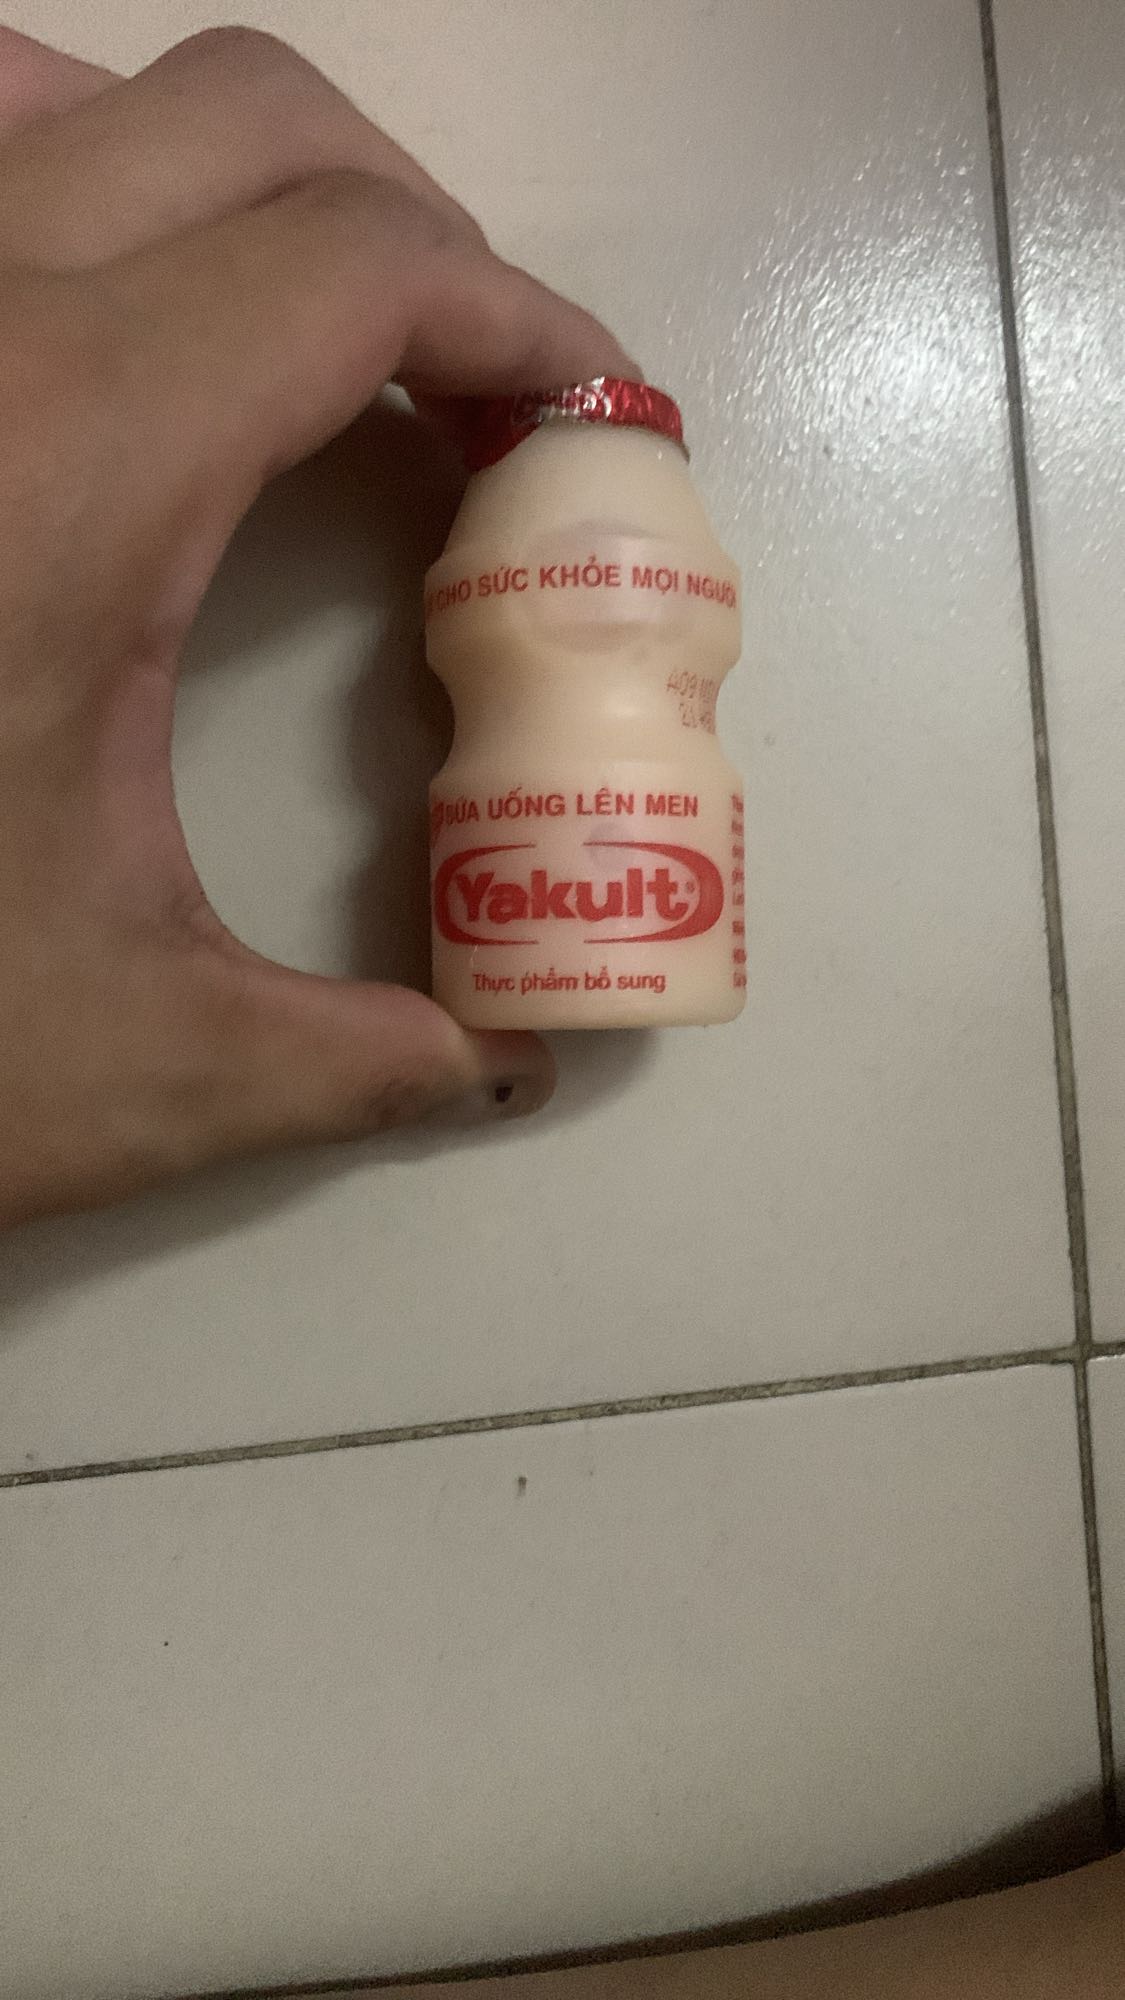 CHO SỨC KHỎE MỌI NGƯỜI
SỮA UỐNG LÊN MEN
Yakult®
Thực phẩm bổ sung